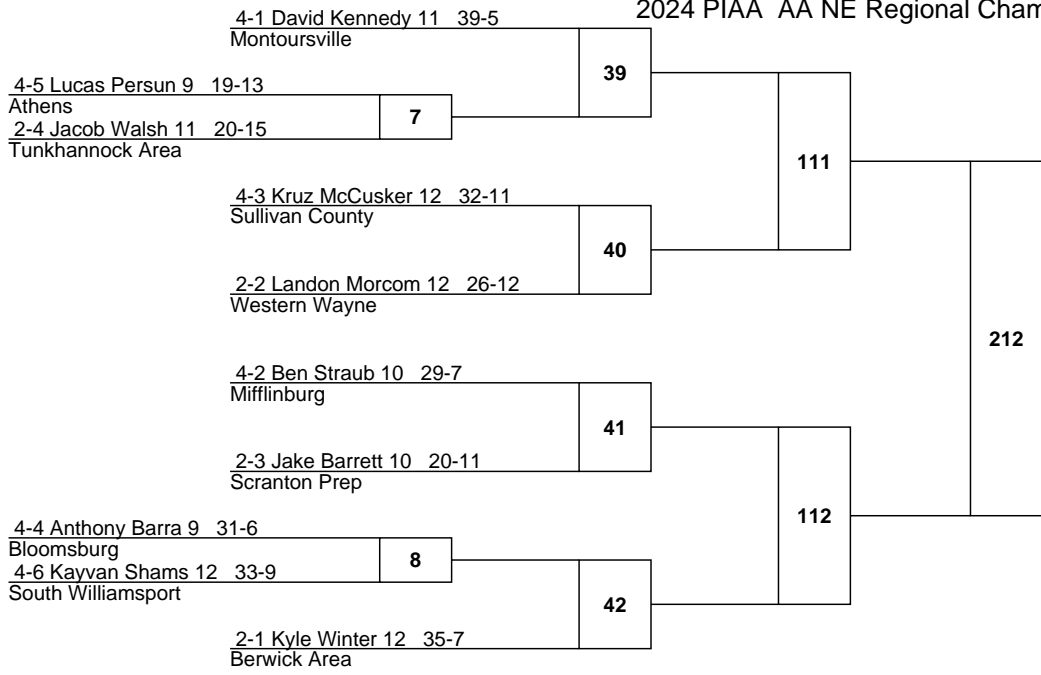 2024 PIAA AA NE Regional Cham
4-1 David Kennedy 11 39-5
Montoursville
39
4-5 Lucas Persun 9 19-13
Athens
7
2-4 Jacob Walsh 11 20-15
Tunkhannock Area
111
4-3 Kruz McCusker 12 32-11
Sullivan County
40
2-2 Landon Morcom 12 26-12
Western Wayne
212
4-2 Ben Straub 10 29-7
Mifflinburg
41
2-3 Jake Barrett 10 20-11
Scranton Prep
112
4-4 Anthony Barra 9 31-6
Bloomsburg
8
4-6 Kayvan Shams 12 33-9
South Williamsport
42
2-1 Kyle Winter 12 35-7
Berwick Area